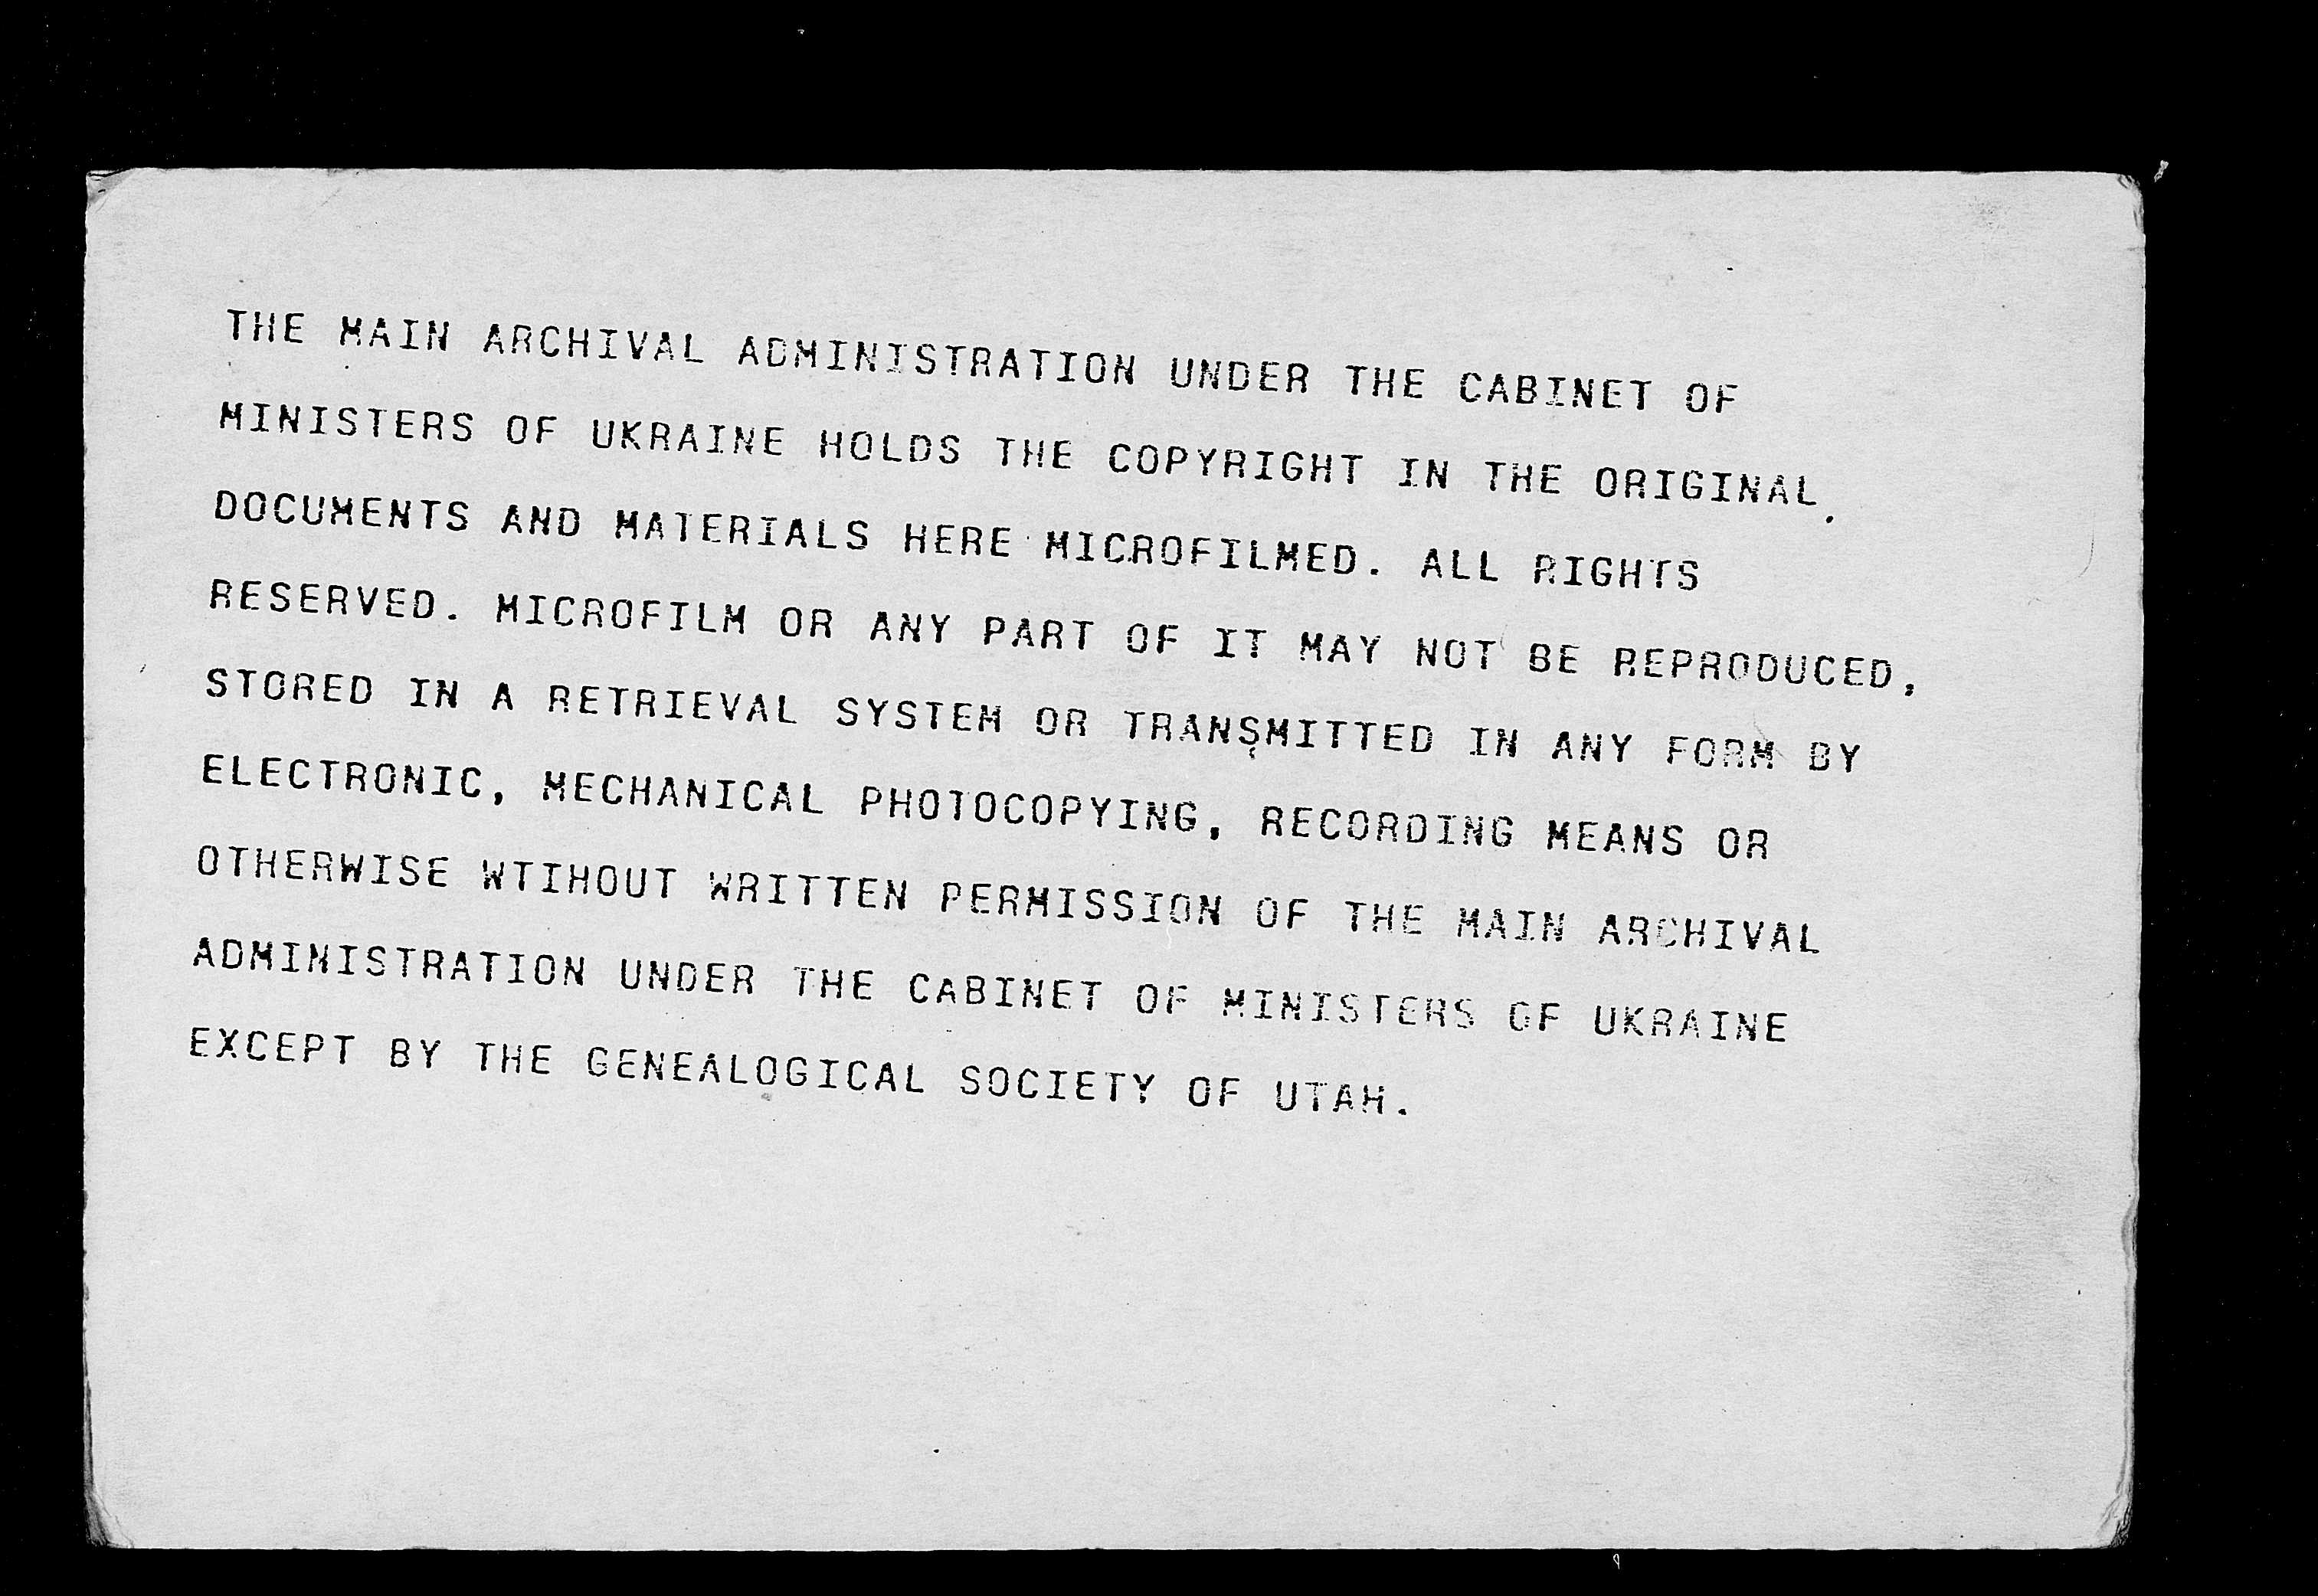 THE MAIN ARCHIVAL ADMINISTRATION UNDER THE CABINET OF
MINISTERS OF UKRAINE HOLDS THE COPYRIGHT IN THE ORIGINAL
DOCUMENTS AND MATERIALS HERE MICROFILMED. ALL RIGHTS
RESERVED. MICROFILM OR ANY PART OF IT MAY NOT BE REPRODUCED,
STORED IN A RETRIEVAL SYSTEM OR TRANSMITTED IN ANY FORM BY
ELECTRONIC, MECHANICAL PHOTOCOPYING, RECORDING MEANS OR
OTHERWISE WTIHOUT WRITTEN PERMISSION OF THE MAIN ARCHIVAL
ADMINISTRATION UNDER THE CABINET OF MINISTERS OF UKRAINE
EXCEPT BY THE GENEALOGICAL SOCIETY OF UTAH.